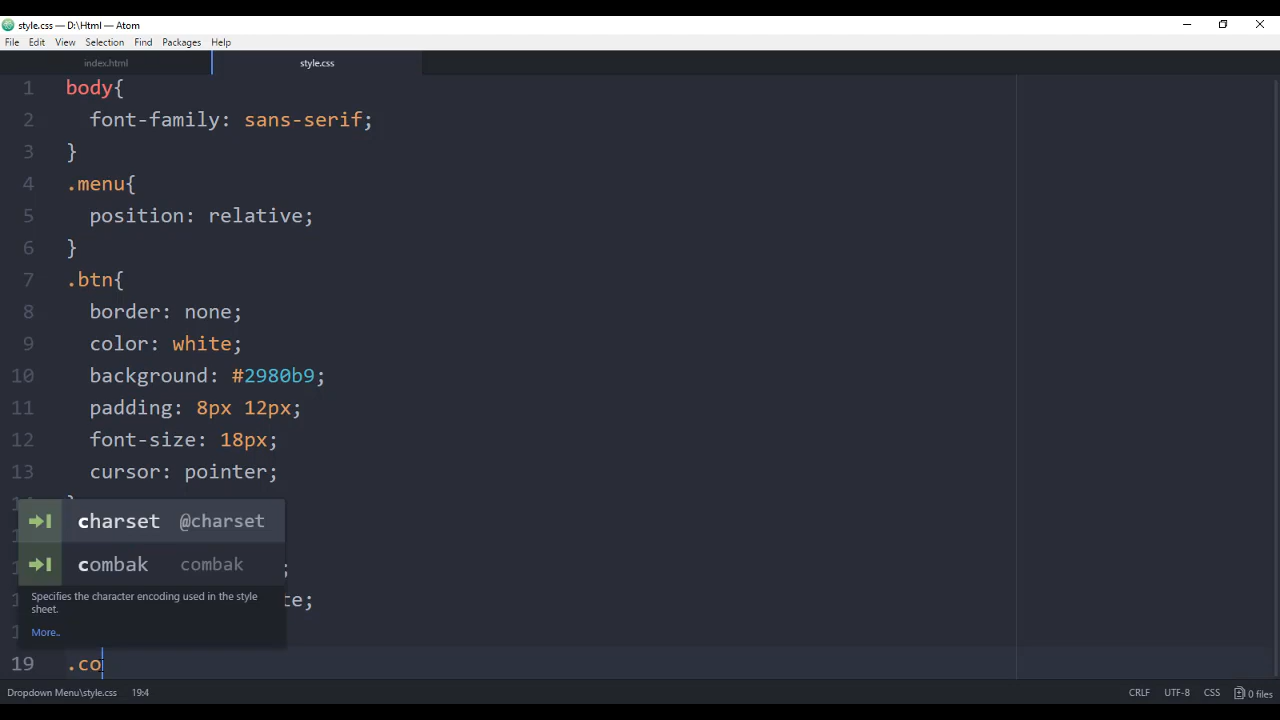 style.css — D:\Html — Atom
File Edit View Selection Find Packages Help
index.html style.css
1 body{
2 font-family: sans-serif;
3 }
4 .menu{
5 position: relative;
6 }
7 .btn{
8 border: none;
9 color: white;
10 background: #2980b9;
11 padding: 8px 12px;
12 font-size: 18px;
13 cursor: pointer;
charset @charset
combak combak ;
Specifies the character encoding used in the style te;
sheet.
More..
19 .co
Dropdown Menu\style.css 19:4 CRLF UTF-8 CSS 0 files